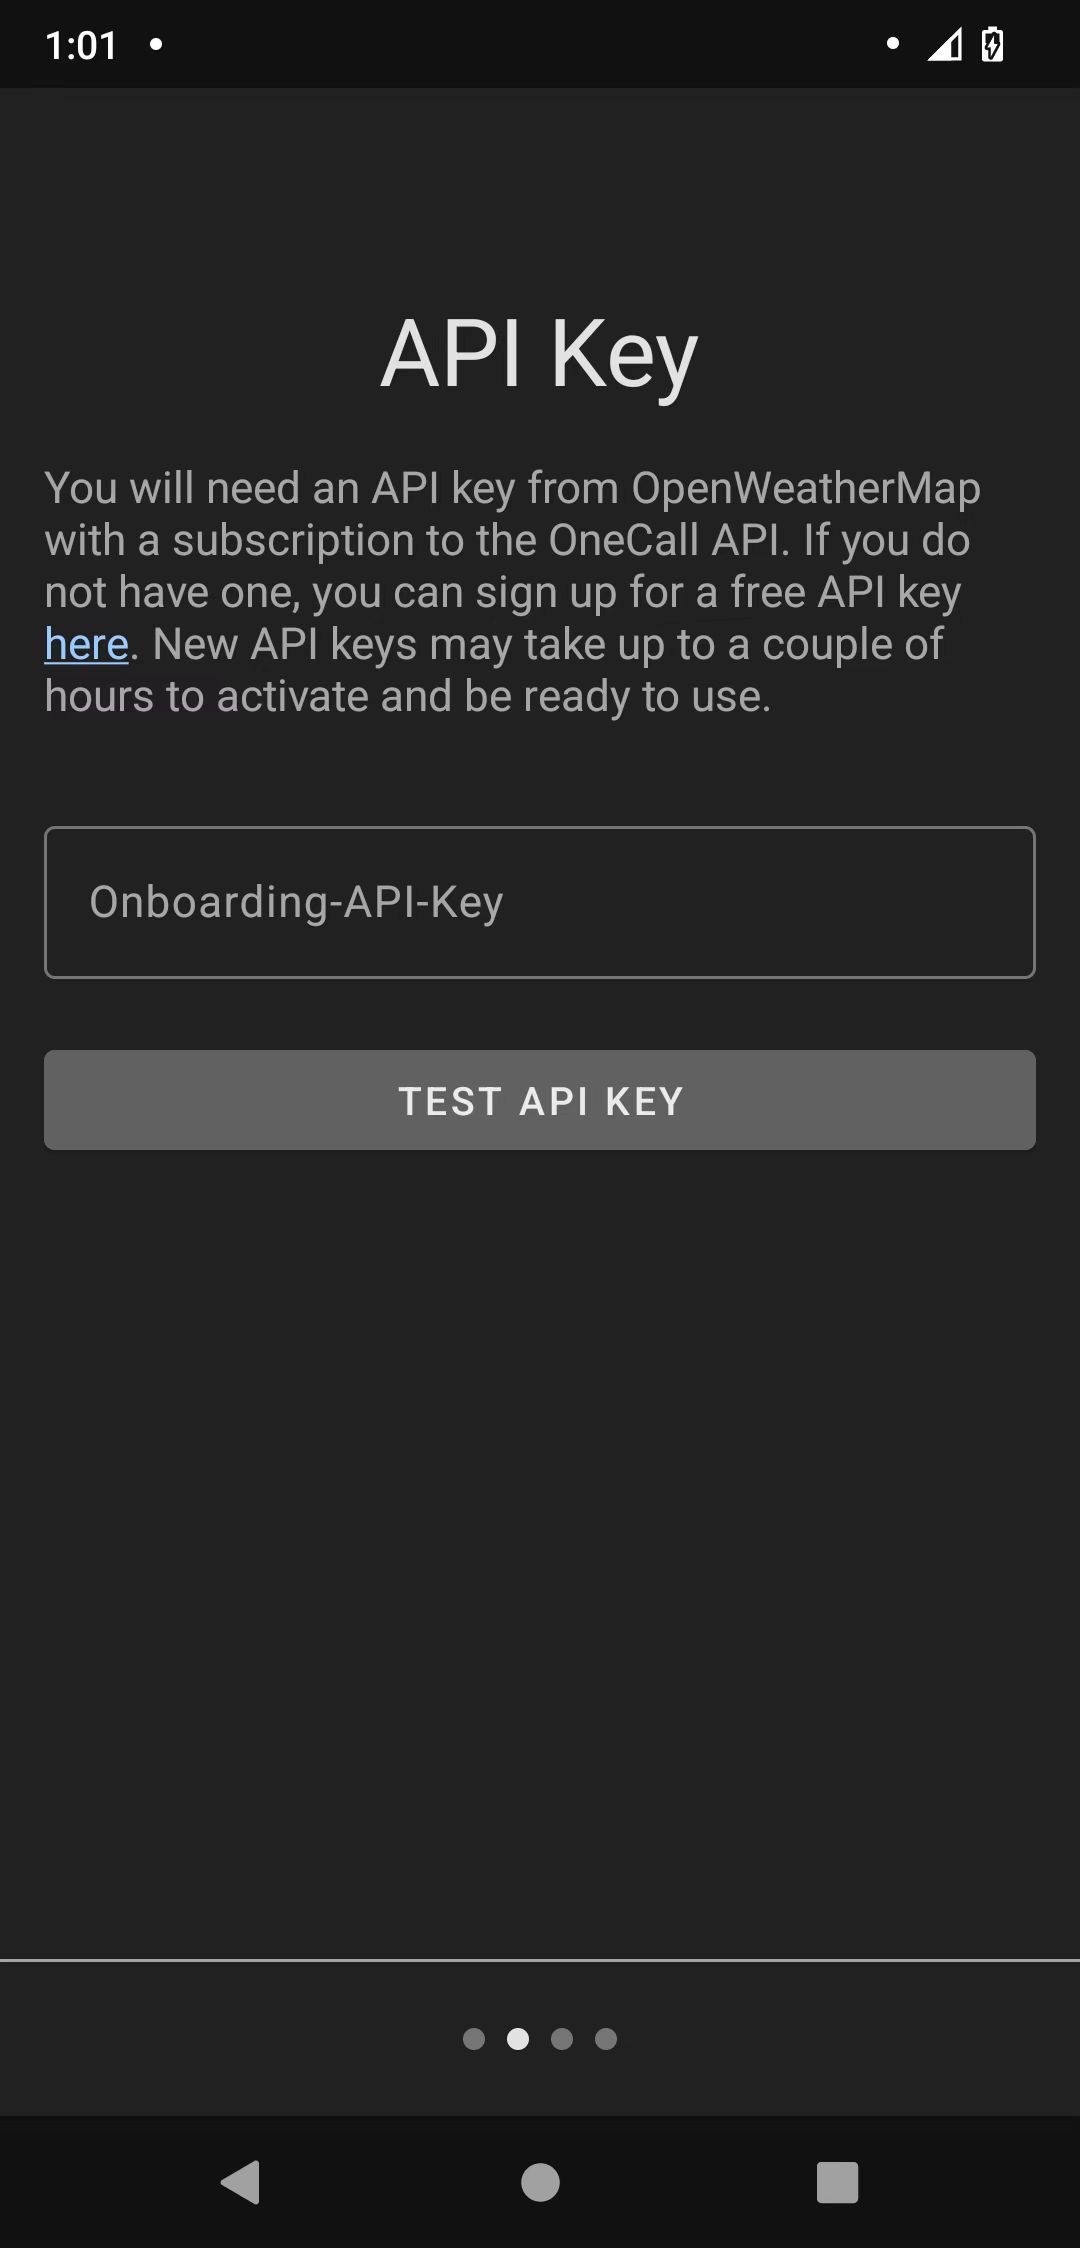 1:01
API Key
You will need an API key from OpenWeatherMap
with a subscription to the OneCall API. If you do
not have one, you can sign up for a free API key
here. New API keys may take up to a couple of
hours to activate and be ready to use.
Onboarding-API-Key
TEST API KEY